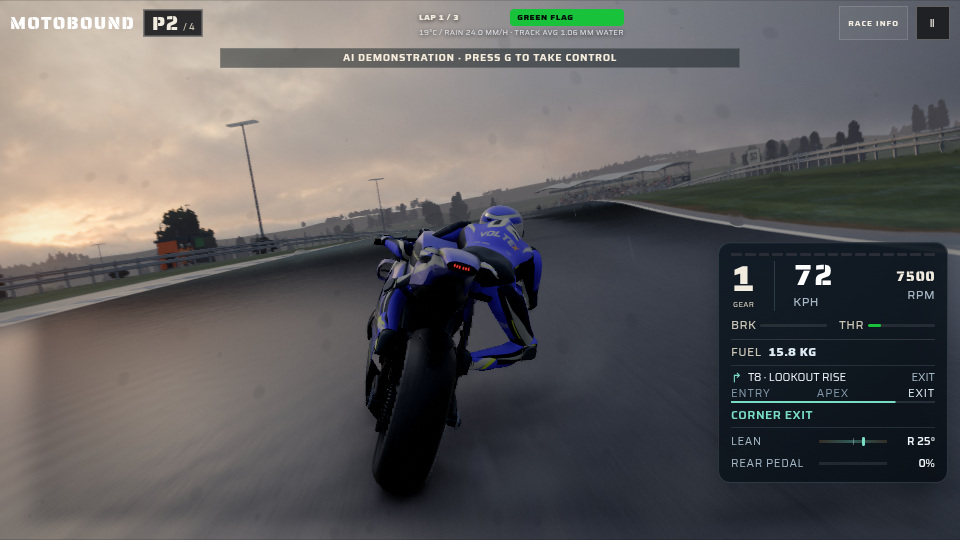 MOTOBOUND P2 / 4
LAP 1 / 3 GREEN FLAG
19°C / RAIN 24.0 MM/H · TRACK AVG 1.06 MM WATER
RACE INFO
AI DEMONSTRATION · PRESS G TO TAKE CONTROL
VOLTEX
1 72 7500
GEAR KPH RPM
BRK THR
FUEL 15.8 KG
T8 · LOOKOUT RISE EXIT
ENTRY APEX EXIT
CORNER EXIT
LEAN R 25°
REAR PEDAL 0%